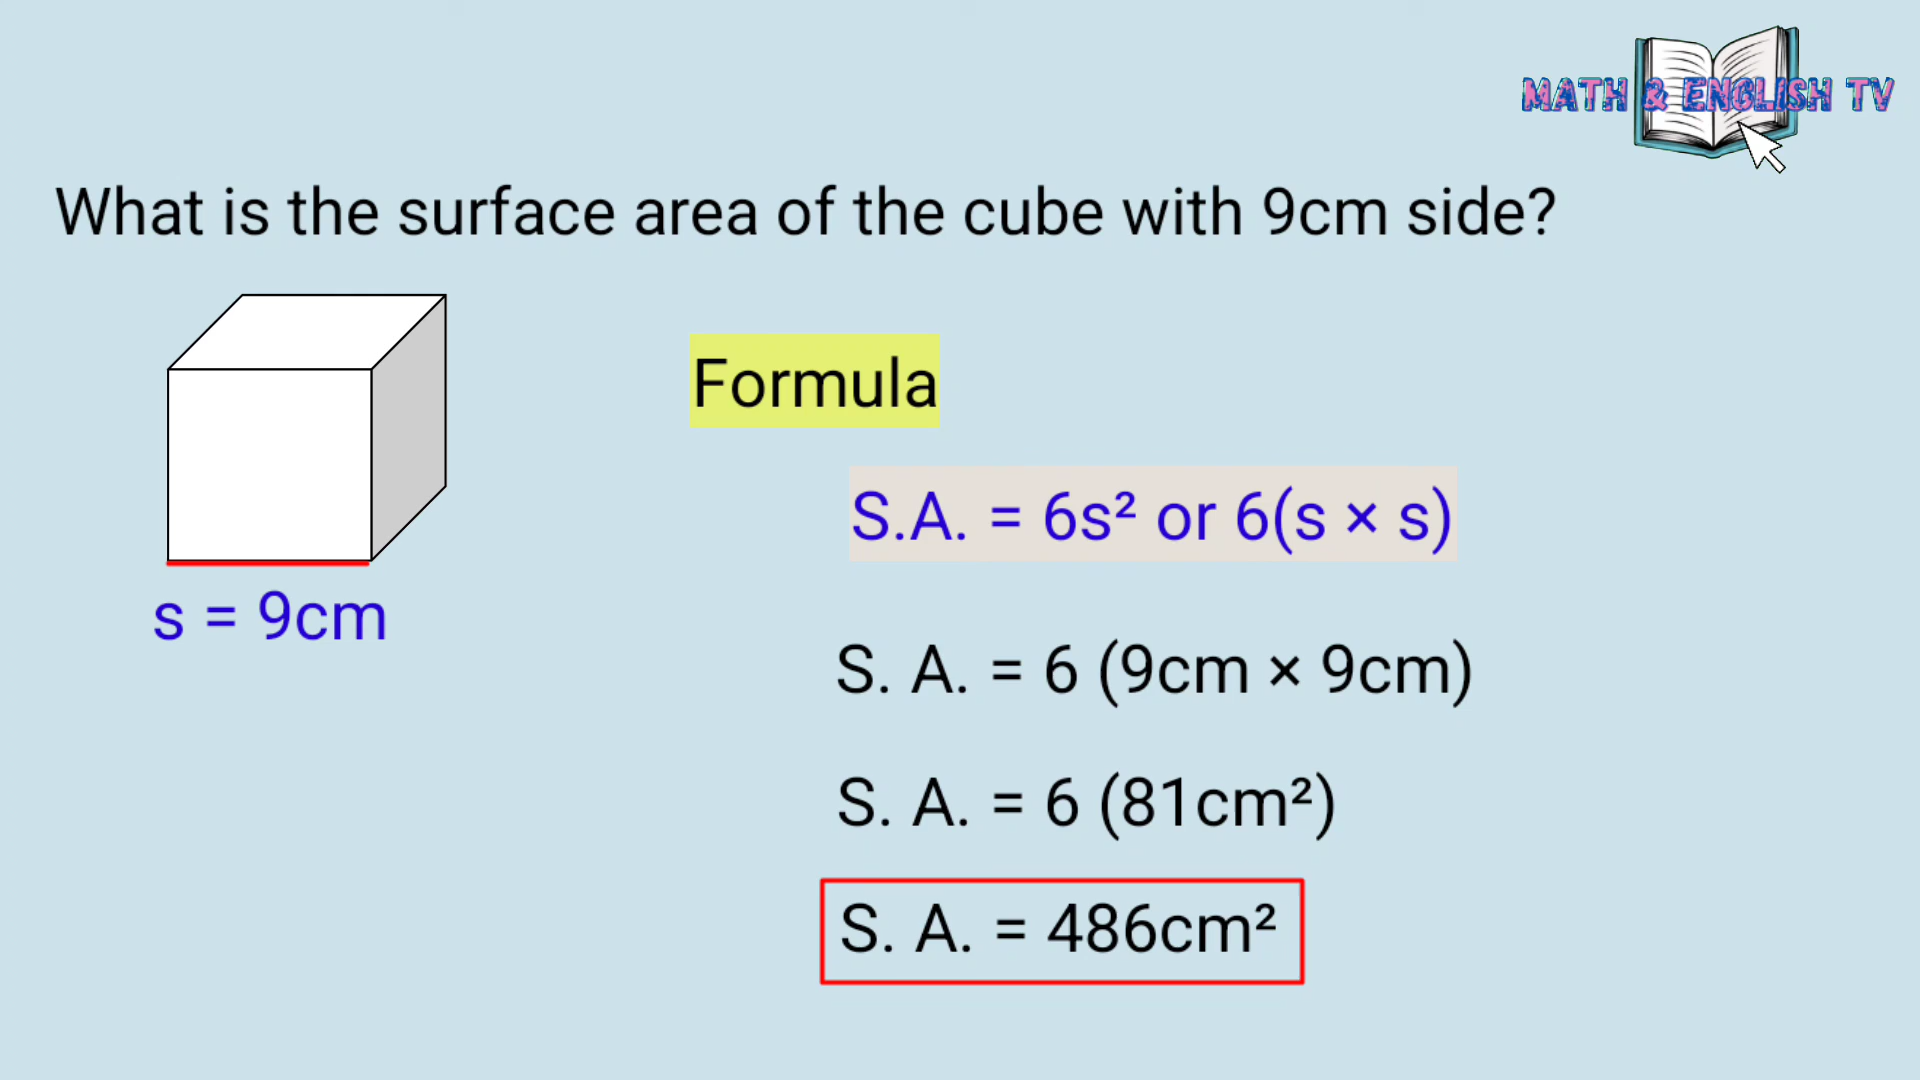 MATH & ENGLISH TV
What is the surface area of the cube with 9cm side?
Formula
S.A. = 6s² or 6(s × s)
s = 9cm
S. A. = 6 (9cm × 9cm)
S. A. = 6 (81cm²)
S. A. = 486cm²